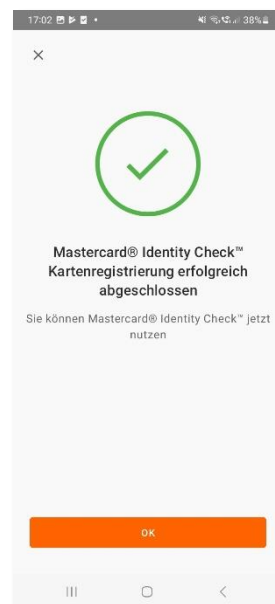 17:02
38%
Mastercard® Identity Check™
Kartenregistrierung erfolgreich
abgeschlossen
Sie können Mastercard® Identity Check™ jetzt
nutzen
OK